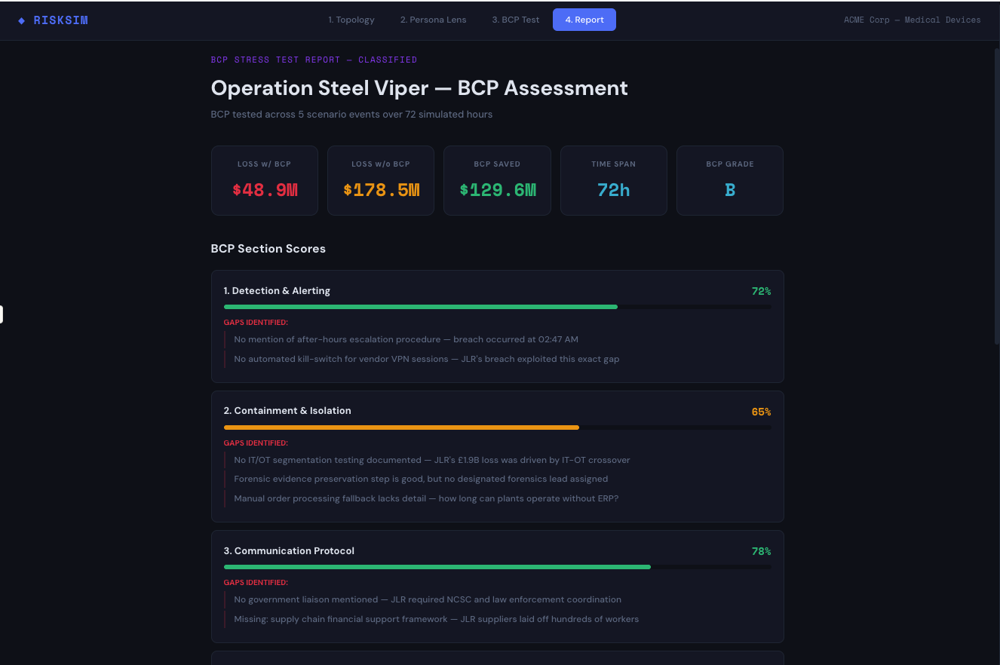 ◆ RISKSIM
1. Topology
2. Persona Lens
3. BCP Test
4. Report
ACME Corp — Medical Devices
BCP STRESS TEST REPORT — CLASSIFIED
Operation Steel Viper — BCP Assessment
BCP tested across 5 scenario events over 72 simulated hours
LOSS w/ BCP
$48.9M
LOSS w/o BCP
$178.5M
BCP SAVED
$129.6M
TIME SPAN
72h
BCP GRADE
B
BCP Section Scores
1. Detection & Alerting
72%
GAPS IDENTIFIED:
No mention of after-hours escalation procedure — breach occurred at 02:47 AM
No automated kill-switch for vendor VPN sessions — JLR's breach exploited this exact gap
2. Containment & Isolation
65%
GAPS IDENTIFIED:
No IT/OT segmentation testing documented — JLR's £1.9B loss was driven by IT-OT crossover
Forensic evidence preservation step is good, but no designated forensics lead assigned
Manual order processing fallback lacks detail — how long can plants operate without ERP?
3. Communication Protocol
78%
GAPS IDENTIFIED:
No government liaison mentioned — JLR required NCSC and law enforcement coordination
Missing: supply chain financial support framework — JLR suppliers laid off hundreds of workers